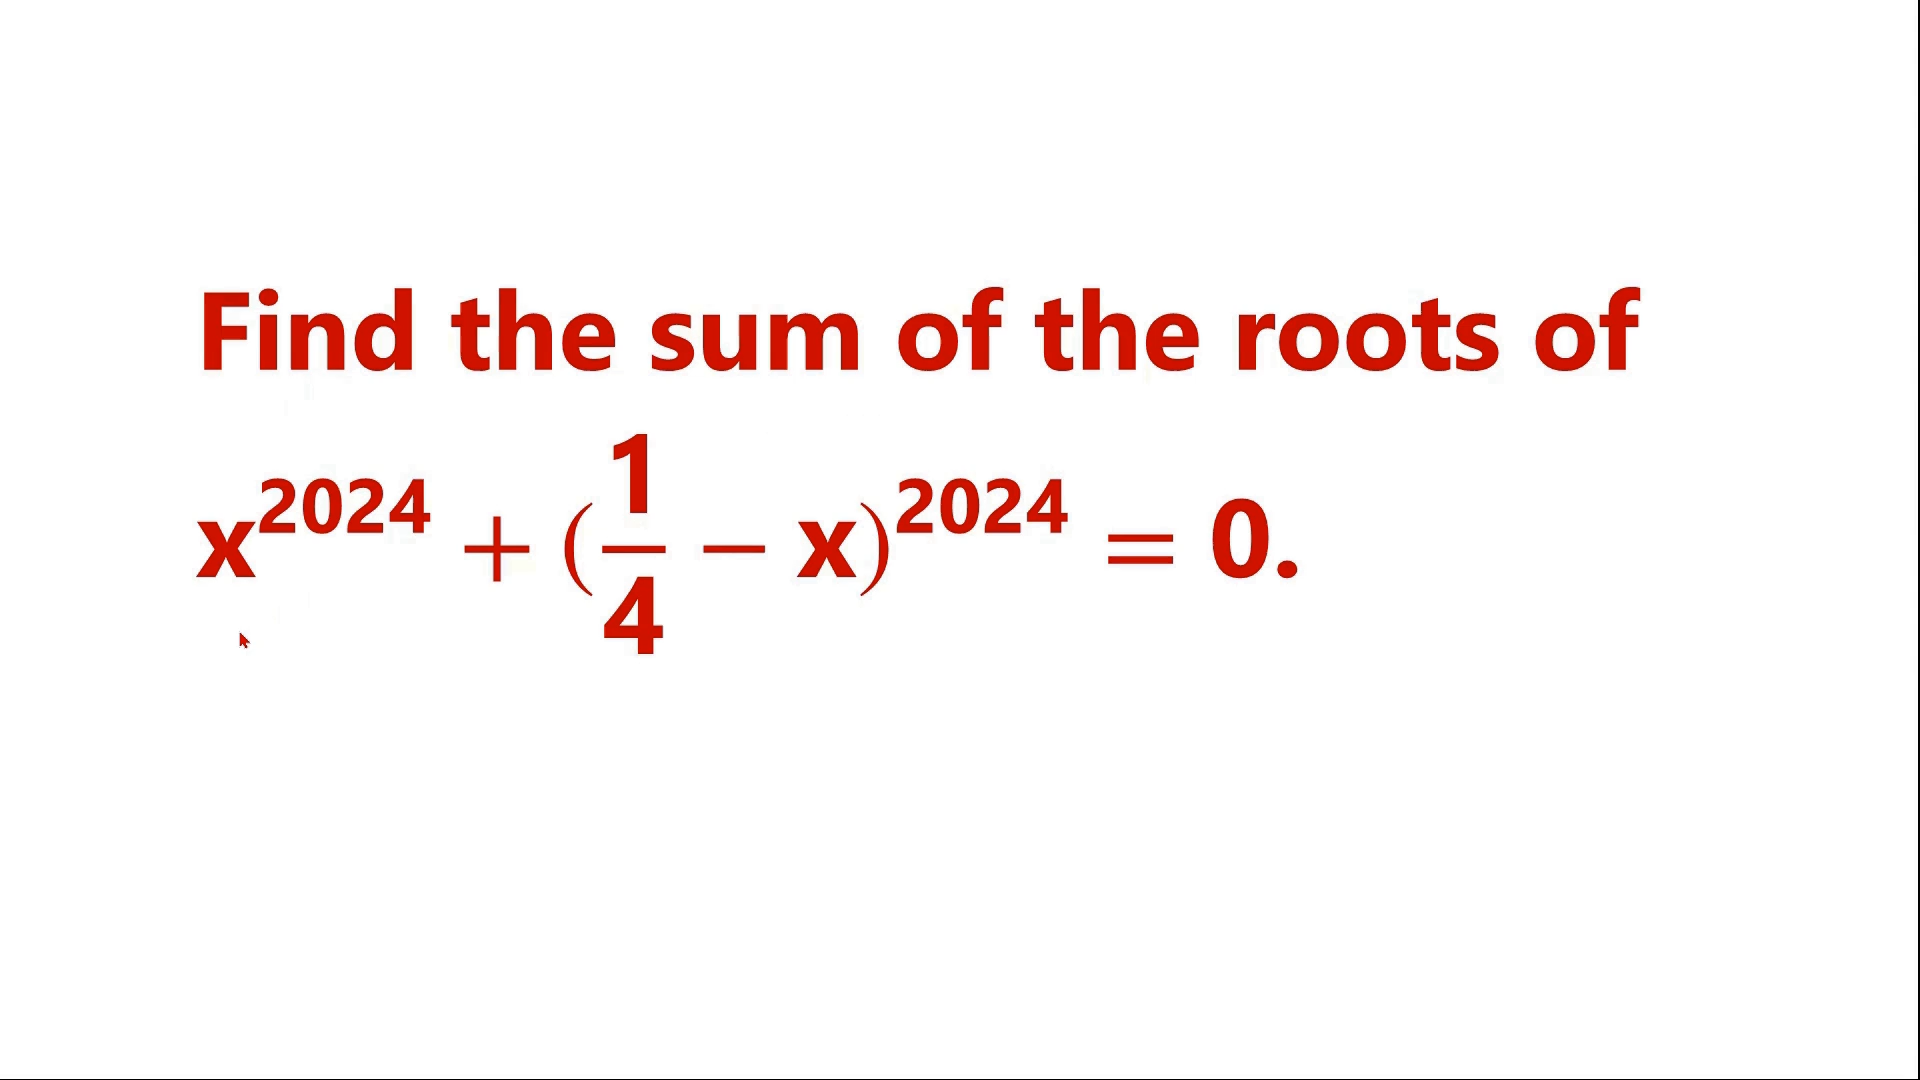 Find the sum of the roots of
x^2024 + (1/4 − x)^2024 = 0.